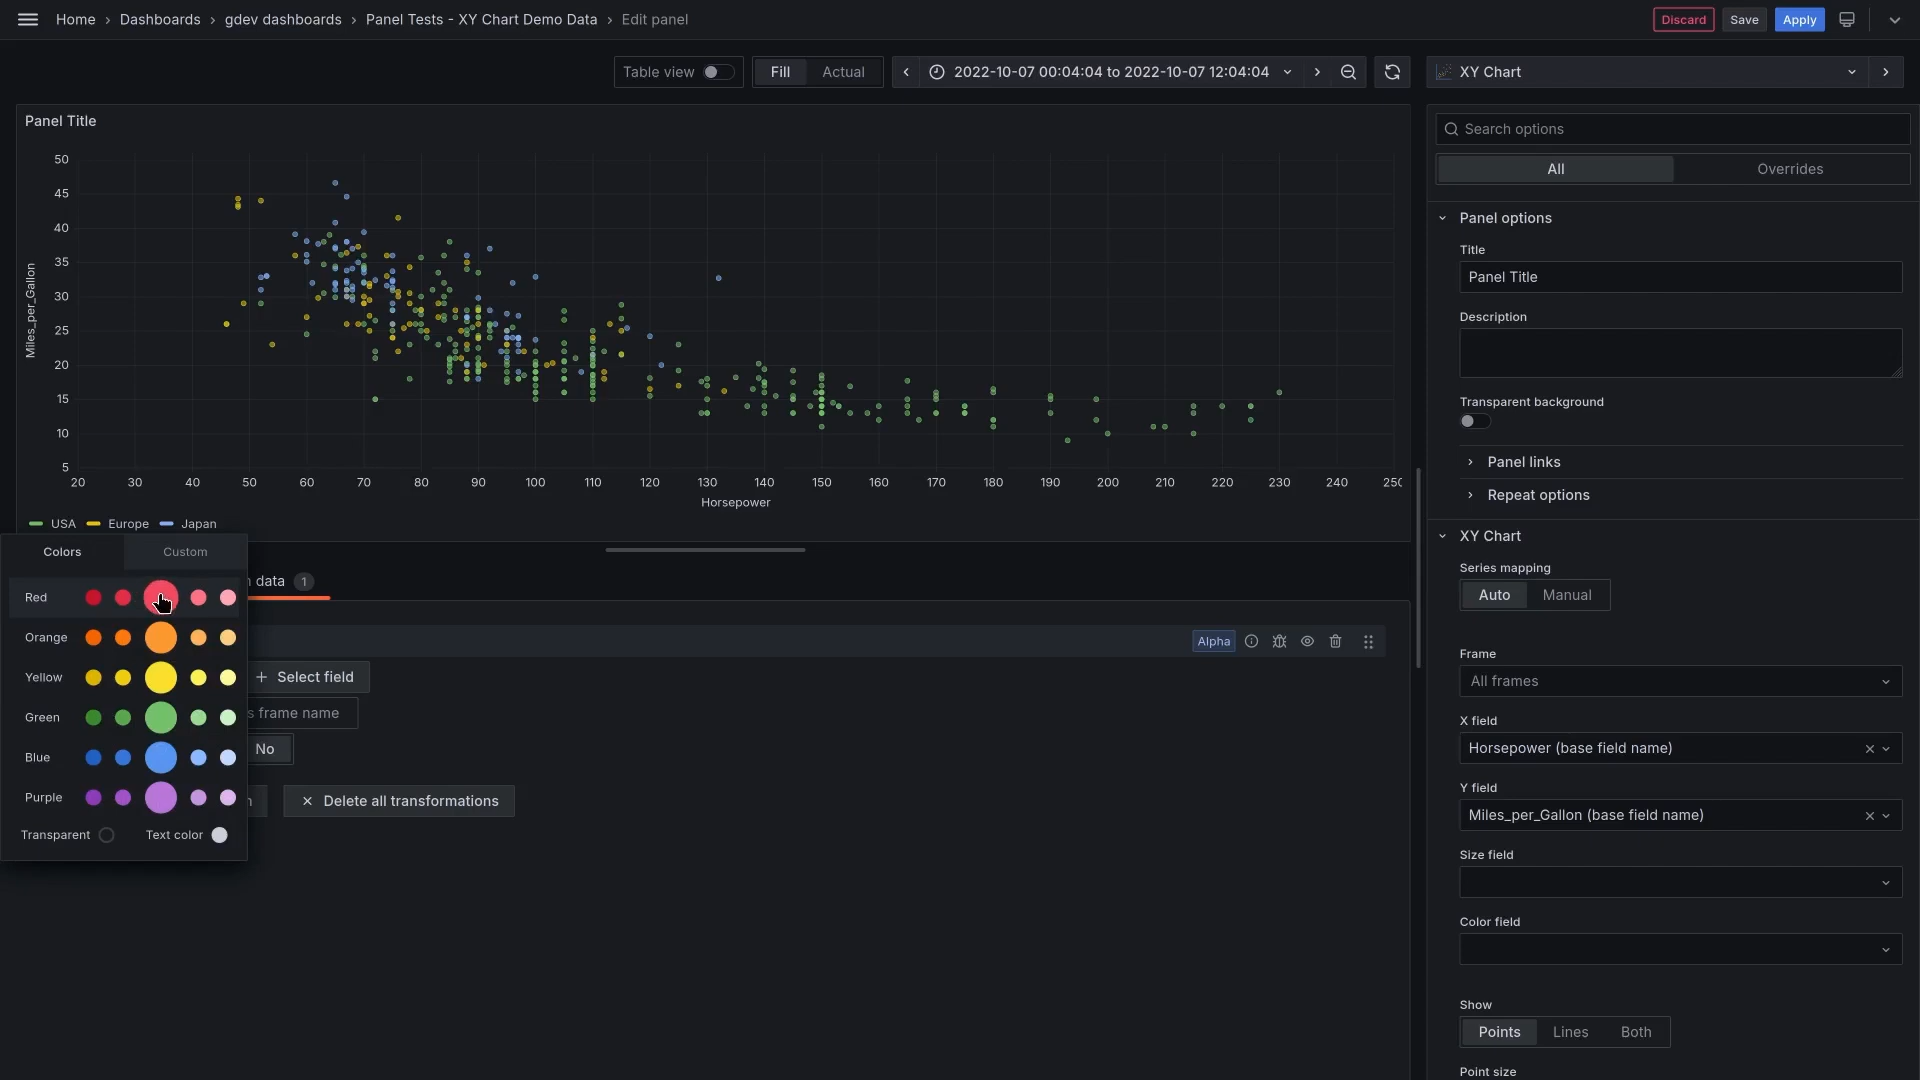 Home › Dashboards › gdev dashboards › Panel Tests - XY Chart Demo Data › Edit panel
Discard Save Apply
Table view Fill Actual 2022-10-07 00:04:04 to 2022-10-07 12:04:04 XY Chart
Panel Title
Search options
All Overrides
Miles_per_Gallon
50
45
40
35
30
25
20
15
10
5
20 30 40 50 60 70 80 90 100 110 120 130 140 150 160 170 180 190 200 210 220 230 240 250
Horsepower
USA Europe Japan
Colors Custom
Red
Orange
Yellow
Green
Blue
Purple
Transparent Text color
data 1
Alpha
+ Select field
s frame name
No
Delete all transformations
Panel options
Title
Panel Title
Description
Transparent background
Panel links
Repeat options
XY Chart
Series mapping
Auto Manual
Frame
All frames
X field
Horsepower (base field name)
Y field
Miles_per_Gallon (base field name)
Size field
Color field
Show
Points Lines Both
Point size